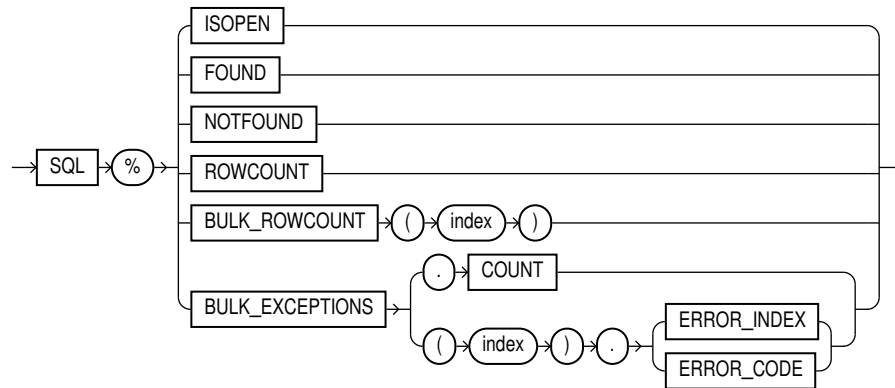 ISOPEN
FOUND
NOTFOUND
SQL % ROWCOUNT
BULK_ROWCOUNT ( index )
. COUNT
BULK_EXCEPTIONS
( index ) . ERROR_INDEX
ERROR_CODE